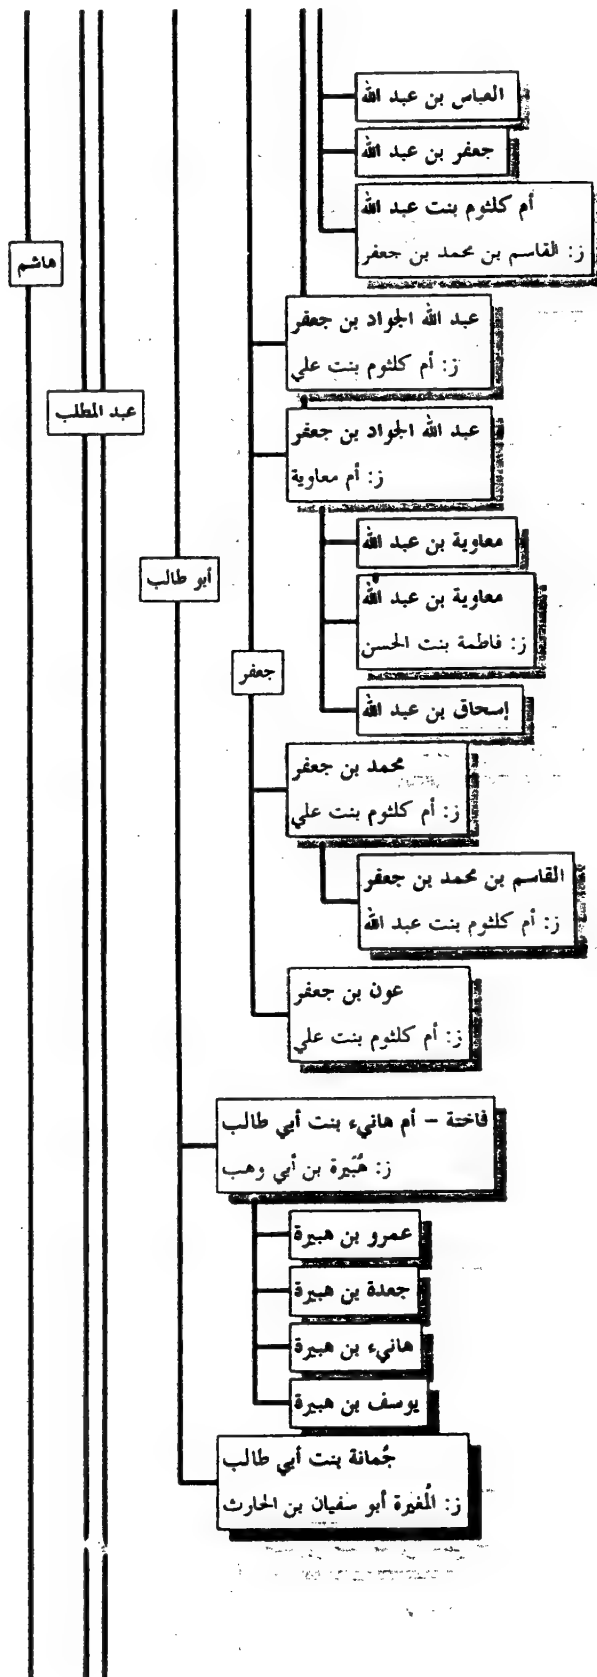 العباس بن عبد الله
جعفر بن عبد الله
أم كلثوم بنت عبد الله
ز: القاسم بن محمد بن جعفر
هاشم
عبد الله الجواد بن جعفر
ز: أم كلثوم بنت علي
عبد المطلب
عبد الله الجواد بن جعفر
ز: أم معاوية
معاوية بن عبد الله
أبو طالب
معاوية بن عبد الله
ز: فاطمة بنت الحسن
جعفر
إسحاق بن عبد الله
محمد بن جعفر
ز: أم كلثوم بنت علي
القاسم بن محمد بن جعفر
ز: أم كلثوم بنت عبد الله
عون بن جعفر
ز: أم كلثوم بنت علي
فاختة – أم هانيء بنت أبي طالب
ز: هُبَيرة بن أبي وهب
عمرو بن هبيرة
جعدة بن هبيرة
هانيء بن هبيرة
يوسف بن هبيرة
جُمانة بنت أبي طالب
ز: المُغيرة أبو سفيان بن الحارث